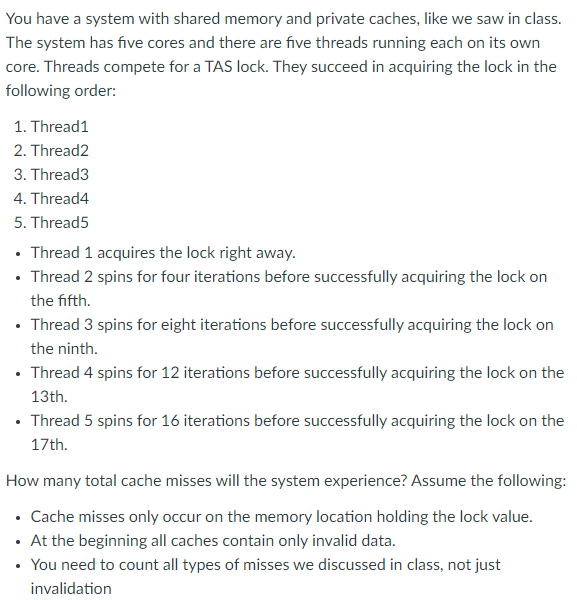 You have a system with shared memory and private caches, like we saw in class.
The system has five cores and there are five threads running each on its own
core. Threads compete for a TAS lock. They succeed in acquiring the lock in the
following order:
1. Thread1
2. Thread2
3. Thread3
4. Thread4
5. Thread5
• Thread 1 acquires the lock right away.
• Thread 2 spins for four iterations before successfully acquiring the lock on
the fifth.
• Thread 3 spins for eight iterations before successfully acquiring the lock on
the ninth.
• Thread 4 spins for 12 iterations before successfully acquiring the lock on the
13th.
• Thread 5 spins for 16 iterations before successfully acquiring the lock on the
17th.
How many total cache misses will the system experience? Assume the following:
• Cache misses only occur on the memory location holding the lock value.
• At the beginning all caches contain only invalid data.
• You need to count all types of misses we discussed in class, not just
invalidation